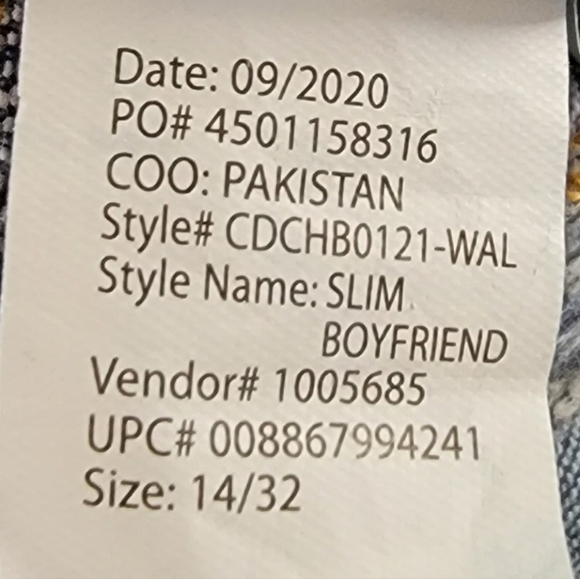 Date: 09/2020
PO# 4501158316
COO: PAKISTAN
Style# CDCHB0121-WAL
Style Name: SLIM
BOYFRIEND
Vendor# 1005685
UPC# 008867994241
Size: 14/32